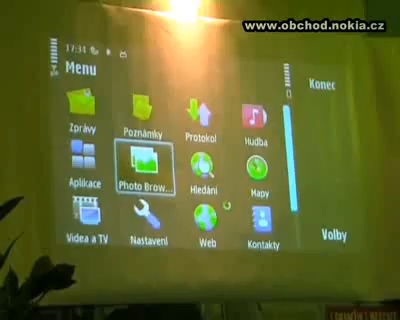 www.obchod.nokia.cz
17:34
Menu
Konec
Zprávy
Poznámky
Protokol
Hudba
Aplikace
Photo Brow...
Hledání
Mapy
Videa a TV
Nastavení
Web
Kontakty
Volby